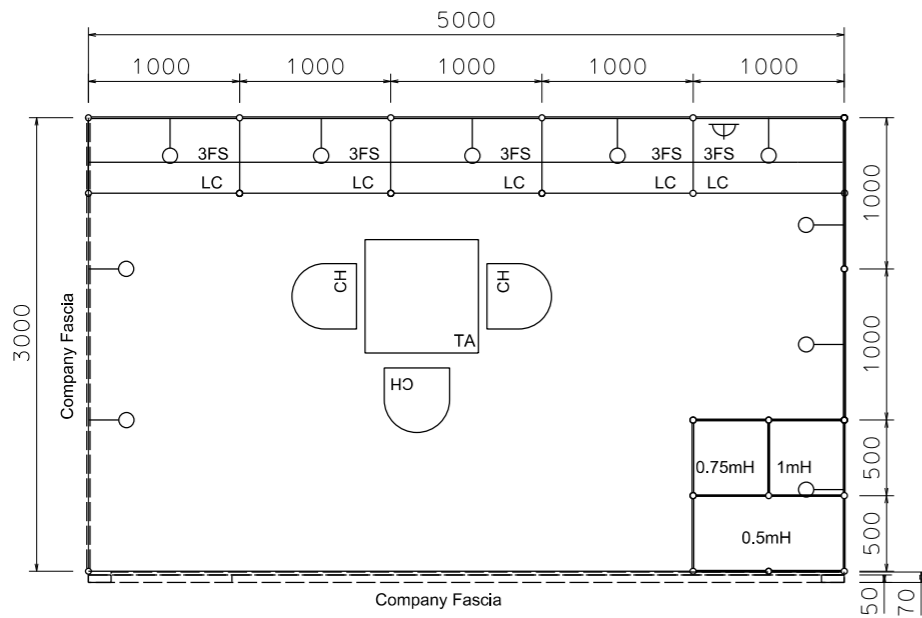 5000
1000 1000 1000 1000 1000
3FS 3FS 3FS 3FS 3FS
LC LC LC LC LC
1000
3000
Company Fascia
CH
CH
TA
CH
1000
0.75mH 1mH
500
0.5mH
500
Company Fascia
50
70